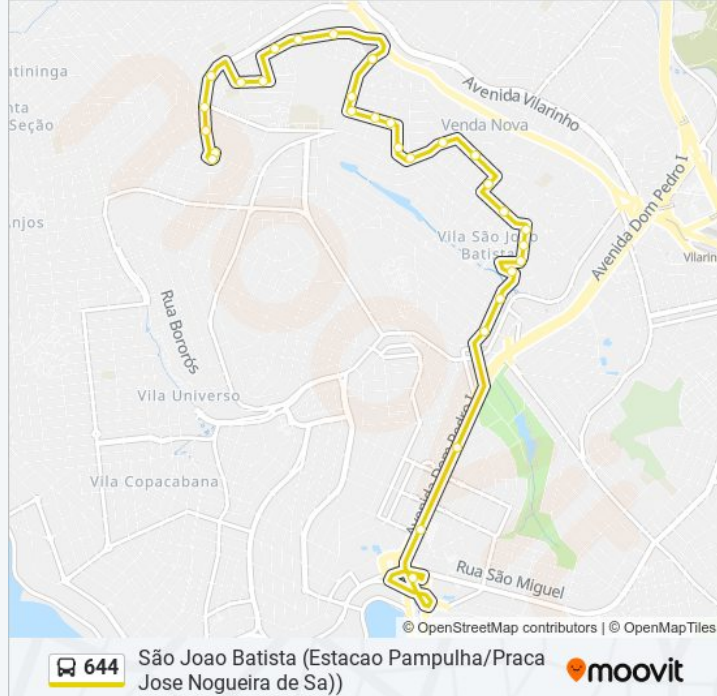 atininga
nta
Seção
Avenida Vilarinho
Venda Nova
Avenida Dom Pedro I
njos
Vila São João
Batista
Vilarinh
Rua Bororós
Vila Universo
Avenida Dom Pedro I
Vila Copacabana
Rua São Miguel
© OpenStreetMap contributors | © OpenMapTiles
644
São Joao Batista (Estacao Pampulha/Praca
Jose Nogueira de Sa))
moovit